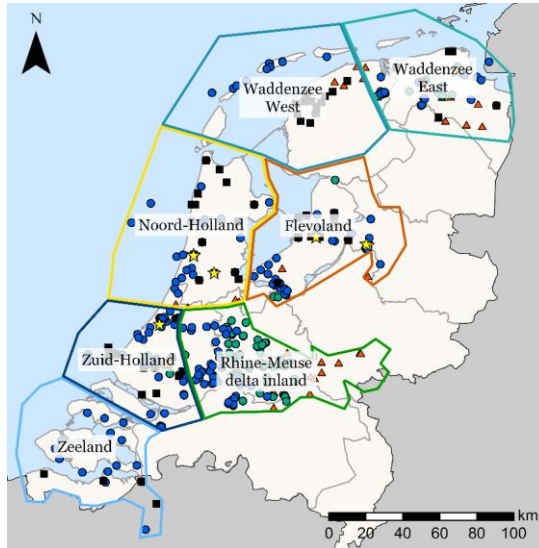 N
Waddenzee
West
Waddenzee
East
Noord-Holland
Flevoland
Zuid-Holland
Rhine-Meuse
delta inland
Zeeland
km
0 20 40 60 80 100